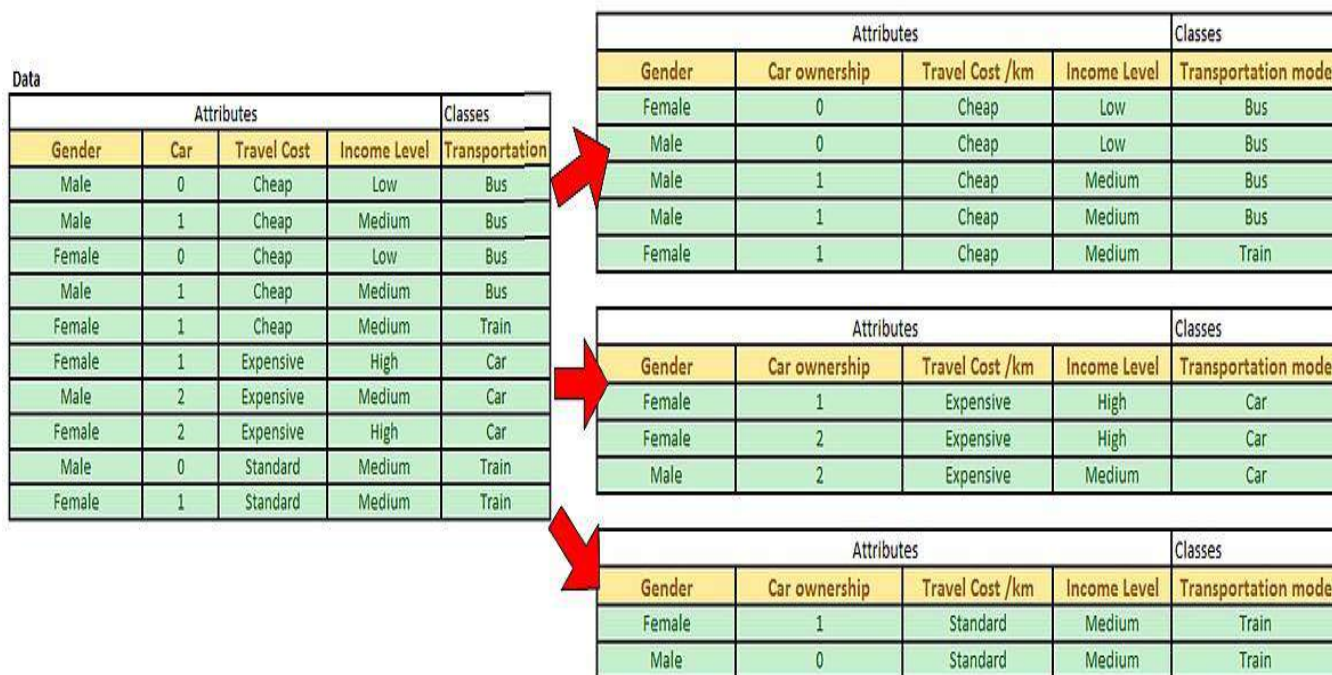 Data
Attributes Classes
Gender Car Travel Cost Income Level Transportation
Male 0 Cheap Low Bus
Male 1 Cheap Medium Bus
Female 0 Cheap Low Bus
Male 1 Cheap Medium Bus
Female 1 Cheap Medium Train
Female 1 Expensive High Car
Male 2 Expensive Medium Car
Female 2 Expensive High Car
Male 0 Standard Medium Train
Female 1 Standard Medium Train
Attributes Classes
Gender Car ownership Travel Cost /km Income Level Transportation mode
Female 0 Cheap Low Bus
Male 0 Cheap Low Bus
Male 1 Cheap Medium Bus
Male 1 Cheap Medium Bus
Female 1 Cheap Medium Train
Attributes Classes
Gender Car ownership Travel Cost /km Income Level Transportation mode
Female 1 Expensive High Car
Female 2 Expensive High Car
Male 2 Expensive Medium Car
Attributes Classes
Gender Car ownership Travel Cost /km Income Level Transportation mode
Female 1 Standard Medium Train
Male 0 Standard Medium Train